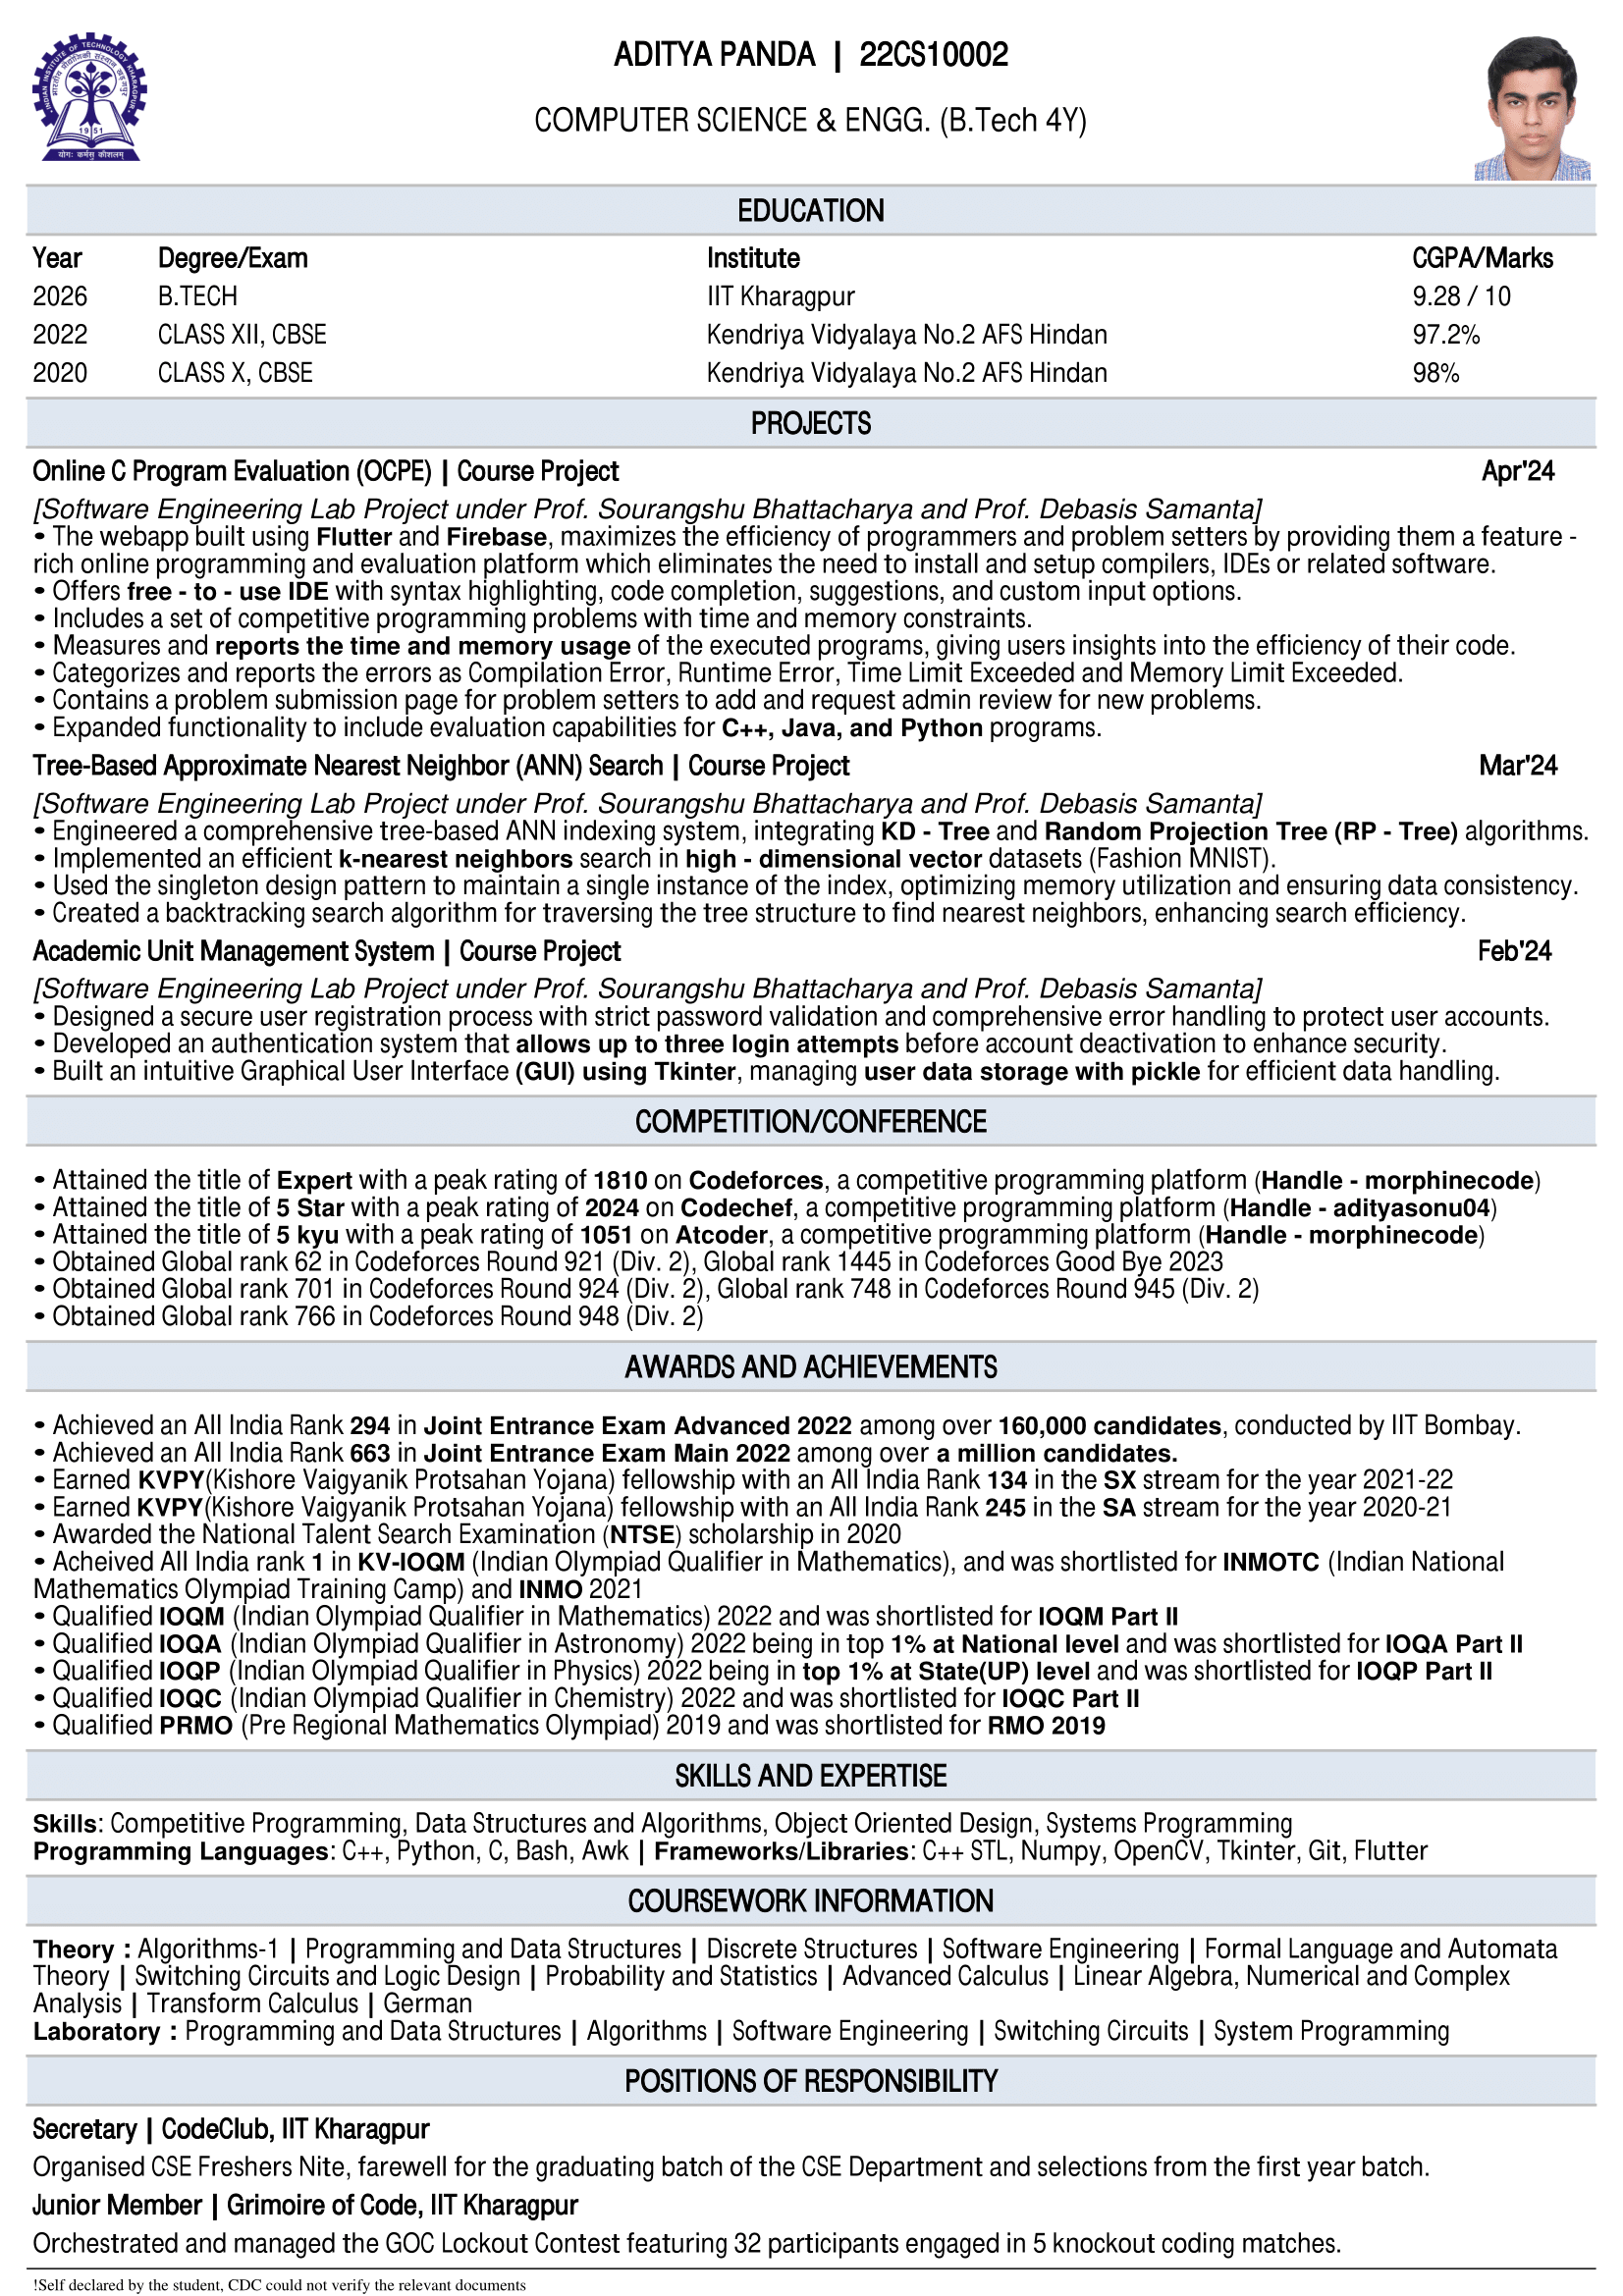 INDIAN INSTITUTE OF TECHNOLOGY KHARAGPUR
भारतीय प्रौद्योगिकी संस्थान खड़गपुर
1951
योगः कर्मसु कौशलम्
ADITYA PANDA | 22CS10002
COMPUTER SCIENCE & ENGG. (B.Tech 4Y)
EDUCATION
Year Degree/Exam Institute CGPA/Marks
2026 B.TECH IIT Kharagpur 9.28 / 10
2022 CLASS XII, CBSE Kendriya Vidyalaya No.2 AFS Hindan 97.2%
2020 CLASS X, CBSE Kendriya Vidyalaya No.2 AFS Hindan 98%
PROJECTS
Online C Program Evaluation (OCPE) | Course Project Apr'24
[Software Engineering Lab Project under Prof. Sourangshu Bhattacharya and Prof. Debasis Samanta]
• The webapp built using Flutter and Firebase, maximizes the efficiency of programmers and problem setters by providing them a feature -
rich online programming and evaluation platform which eliminates the need to install and setup compilers, IDEs or related software.
• Offers free - to - use IDE with syntax highlighting, code completion, suggestions, and custom input options.
• Includes a set of competitive programming problems with time and memory constraints.
• Measures and reports the time and memory usage of the executed programs, giving users insights into the efficiency of their code.
• Categorizes and reports the errors as Compilation Error, Runtime Error, Time Limit Exceeded and Memory Limit Exceeded.
• Contains a problem submission page for problem setters to add and request admin review for new problems.
• Expanded functionality to include evaluation capabilities for C++, Java, and Python programs.
Tree-Based Approximate Nearest Neighbor (ANN) Search | Course Project Mar'24
[Software Engineering Lab Project under Prof. Sourangshu Bhattacharya and Prof. Debasis Samanta]
• Engineered a comprehensive tree-based ANN indexing system, integrating KD - Tree and Random Projection Tree (RP - Tree) algorithms.
• Implemented an efficient k-nearest neighbors search in high - dimensional vector datasets (Fashion MNIST).
• Used the singleton design pattern to maintain a single instance of the index, optimizing memory utilization and ensuring data consistency.
• Created a backtracking search algorithm for traversing the tree structure to find nearest neighbors, enhancing search efficiency.
Academic Unit Management System | Course Project Feb'24
[Software Engineering Lab Project under Prof. Sourangshu Bhattacharya and Prof. Debasis Samanta]
• Designed a secure user registration process with strict password validation and comprehensive error handling to protect user accounts.
• Developed an authentication system that allows up to three login attempts before account deactivation to enhance security.
• Built an intuitive Graphical User Interface (GUI) using Tkinter, managing user data storage with pickle for efficient data handling.
COMPETITION/CONFERENCE
• Attained the title of Expert with a peak rating of 1810 on Codeforces, a competitive programming platform (Handle - morphinecode)
• Attained the title of 5 Star with a peak rating of 2024 on Codechef, a competitive programming platform (Handle - adityasonu04)
• Attained the title of 5 kyu with a peak rating of 1051 on Atcoder, a competitive programming platform (Handle - morphinecode)
• Obtained Global rank 62 in Codeforces Round 921 (Div. 2), Global rank 1445 in Codeforces Good Bye 2023
• Obtained Global rank 701 in Codeforces Round 924 (Div. 2), Global rank 748 in Codeforces Round 945 (Div. 2)
• Obtained Global rank 766 in Codeforces Round 948 (Div. 2)
AWARDS AND ACHIEVEMENTS
• Achieved an All India Rank 294 in Joint Entrance Exam Advanced 2022 among over 160,000 candidates, conducted by IIT Bombay.
• Achieved an All India Rank 663 in Joint Entrance Exam Main 2022 among over a million candidates.
• Earned KVPY(Kishore Vaigyanik Protsahan Yojana) fellowship with an All India Rank 134 in the SX stream for the year 2021-22
• Earned KVPY(Kishore Vaigyanik Protsahan Yojana) fellowship with an All India Rank 245 in the SA stream for the year 2020-21
• Awarded the National Talent Search Examination (NTSE) scholarship in 2020
• Acheived All India rank 1 in KV-IOQM (Indian Olympiad Qualifier in Mathematics), and was shortlisted for INMOTC (Indian National
Mathematics Olympiad Training Camp) and INMO 2021
• Qualified IOQM (Indian Olympiad Qualifier in Mathematics) 2022 and was shortlisted for IOQM Part II
• Qualified IOQA (Indian Olympiad Qualifier in Astronomy) 2022 being in top 1% at National level and was shortlisted for IOQA Part II
• Qualified IOQP (Indian Olympiad Qualifier in Physics) 2022 being in top 1% at State(UP) level and was shortlisted for IOQP Part II
• Qualified IOQC (Indian Olympiad Qualifier in Chemistry) 2022 and was shortlisted for IOQC Part II
• Qualified PRMO (Pre Regional Mathematics Olympiad) 2019 and was shortlisted for RMO 2019
SKILLS AND EXPERTISE
Skills: Competitive Programming, Data Structures and Algorithms, Object Oriented Design, Systems Programming
Programming Languages: C++, Python, C, Bash, Awk | Frameworks/Libraries: C++ STL, Numpy, OpenCV, Tkinter, Git, Flutter
COURSEWORK INFORMATION
Theory : Algorithms-1 | Programming and Data Structures | Discrete Structures | Software Engineering | Formal Language and Automata
Theory | Switching Circuits and Logic Design | Probability and Statistics | Advanced Calculus | Linear Algebra, Numerical and Complex
Analysis | Transform Calculus | German
Laboratory : Programming and Data Structures | Algorithms | Software Engineering | Switching Circuits | System Programming
POSITIONS OF RESPONSIBILITY
Secretary | CodeClub, IIT Kharagpur
Organised CSE Freshers Nite, farewell for the graduating batch of the CSE Department and selections from the first year batch.
Junior Member | Grimoire of Code, IIT Kharagpur
Orchestrated and managed the GOC Lockout Contest featuring 32 participants engaged in 5 knockout coding matches.
!Self declared by the student, CDC could not verify the relevant documents